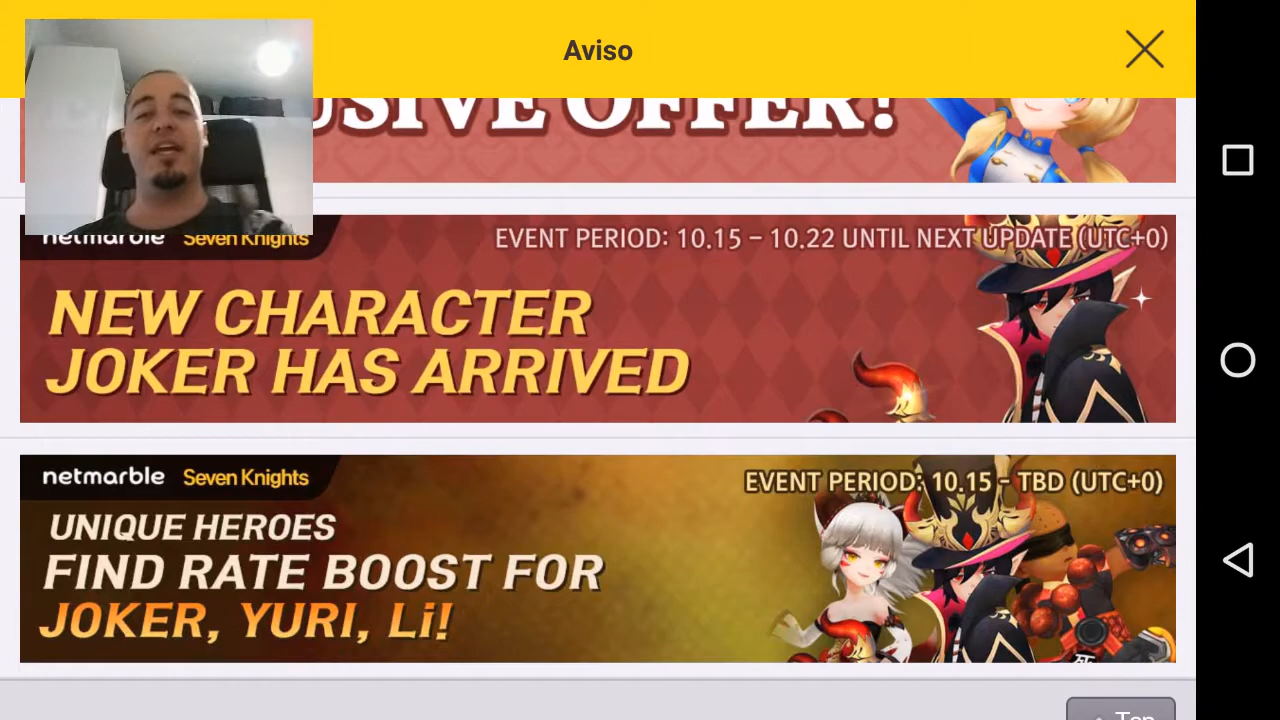 Aviso
USIVE OFFER!
netmarble Seven Knights
EVENT PERIOD: 10.15 – 10.22 UNTIL NEXT UPDATE (UTC+0)
NEW CHARACTER
JOKER HAS ARRIVED
netmarble Seven Knights
EVENT PERIOD: 10.15 – TBD (UTC+0)
UNIQUE HEROES
FIND RATE BOOST FOR
JOKER, YURI, Li!
Top